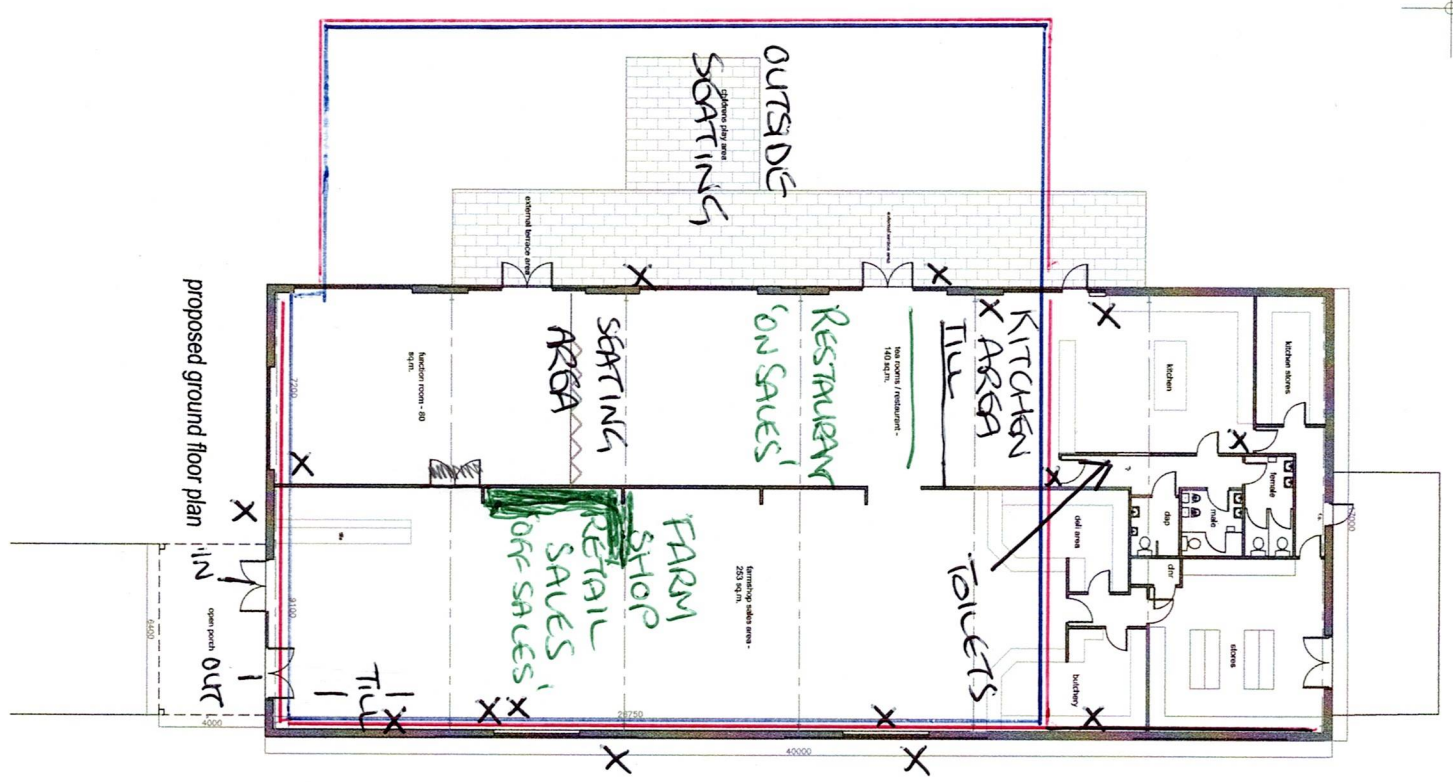 OUTSIDE
SEATING
childrens play area
external terrace area
external terrace area
proposed ground floor plan
function room - 80
sq.m.
7200
SEATING
AREA
RESTAURAN
'ON SALES'
tea rooms / restaurant -
140 sq.m.
TILL
KITCHEN
AREA
X
X
X
X
kitchen
kitchen stores
X
X
X
X
female
male
dap
clnr
deli area
TOILETS
butchery
stores
FARM
SHOP
RETAIL
SALES
'OFF SALES'
farmshop sales area -
253 sq.m.
'IN
open porch
OUT
TILL
9100
6400
4000
26750
40000
X
X
X
X
X
X
X